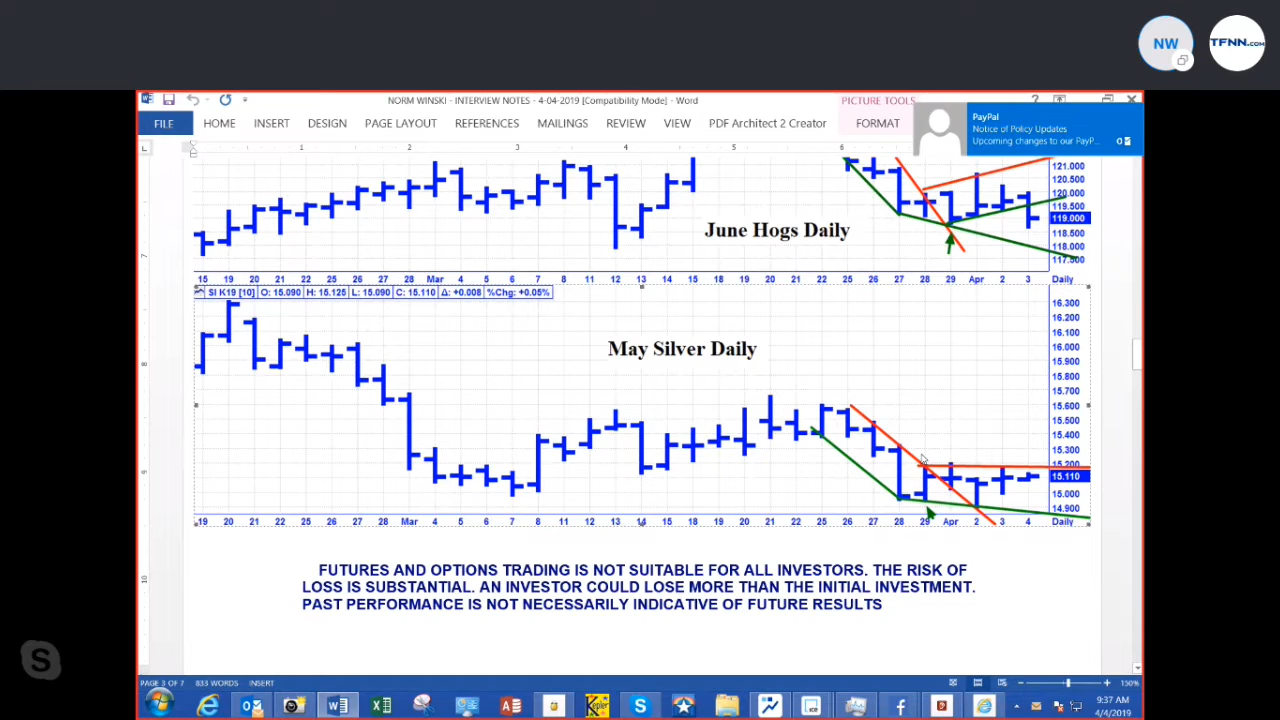 NW
TFNN.COM
NORM WINSKI - INTERVIEW NOTES - 4-04-2019 [Compatibility Mode] - Word
PICTURE TOOLS
FILE HOME INSERT DESIGN PAGE LAYOUT REFERENCES MAILINGS REVIEW VIEW PDF Architect 2 Connector FORMAT
PayPal
Notice of Policy Updates
Upcoming changes to our PayP...
1 2 3 4 5 6
121.000
120.500
120.000
119.500
119.000
118.500
118.000
117.500
June Hogs Daily
15 19 20 21 22 25 26 27 28 Mar 4 5 6 7 8 11 12 13 14 15 18 19 20 21 22 25 26 27 28 29 Apr 2 3 Daily
SI K19 [10] O: 15.090 H: 15.125 L: 15.090 C: 15.110 Δ: +0.008 %Chg: +0.05%
May Silver Daily
16.300
16.200
16.100
16.000
15.900
15.800
15.700
15.600
15.500
15.400
15.300
15.200
15.110
15.000
14.900
19 20 21 22 25 26 27 28 Mar 4 5 6 7 8 11 12 13 14 15 18 19 20 21 22 25 26 27 28 29 Apr 2 3 4 Daily
FUTURES AND OPTIONS TRADING IS NOT SUITABLE FOR ALL INVESTORS. THE RISK OF
LOSS IS SUBSTANTIAL. AN INVESTOR COULD LOSE MORE THAN THE INITIAL INVESTMENT.
PAST PERFORMANCE IS NOT NECESSARILY INDICATIVE OF FUTURE RESULTS
PAGE 3 OF 7 833 WORDS INSERT 150%
Kepler
9:37 AM
4/4/2019